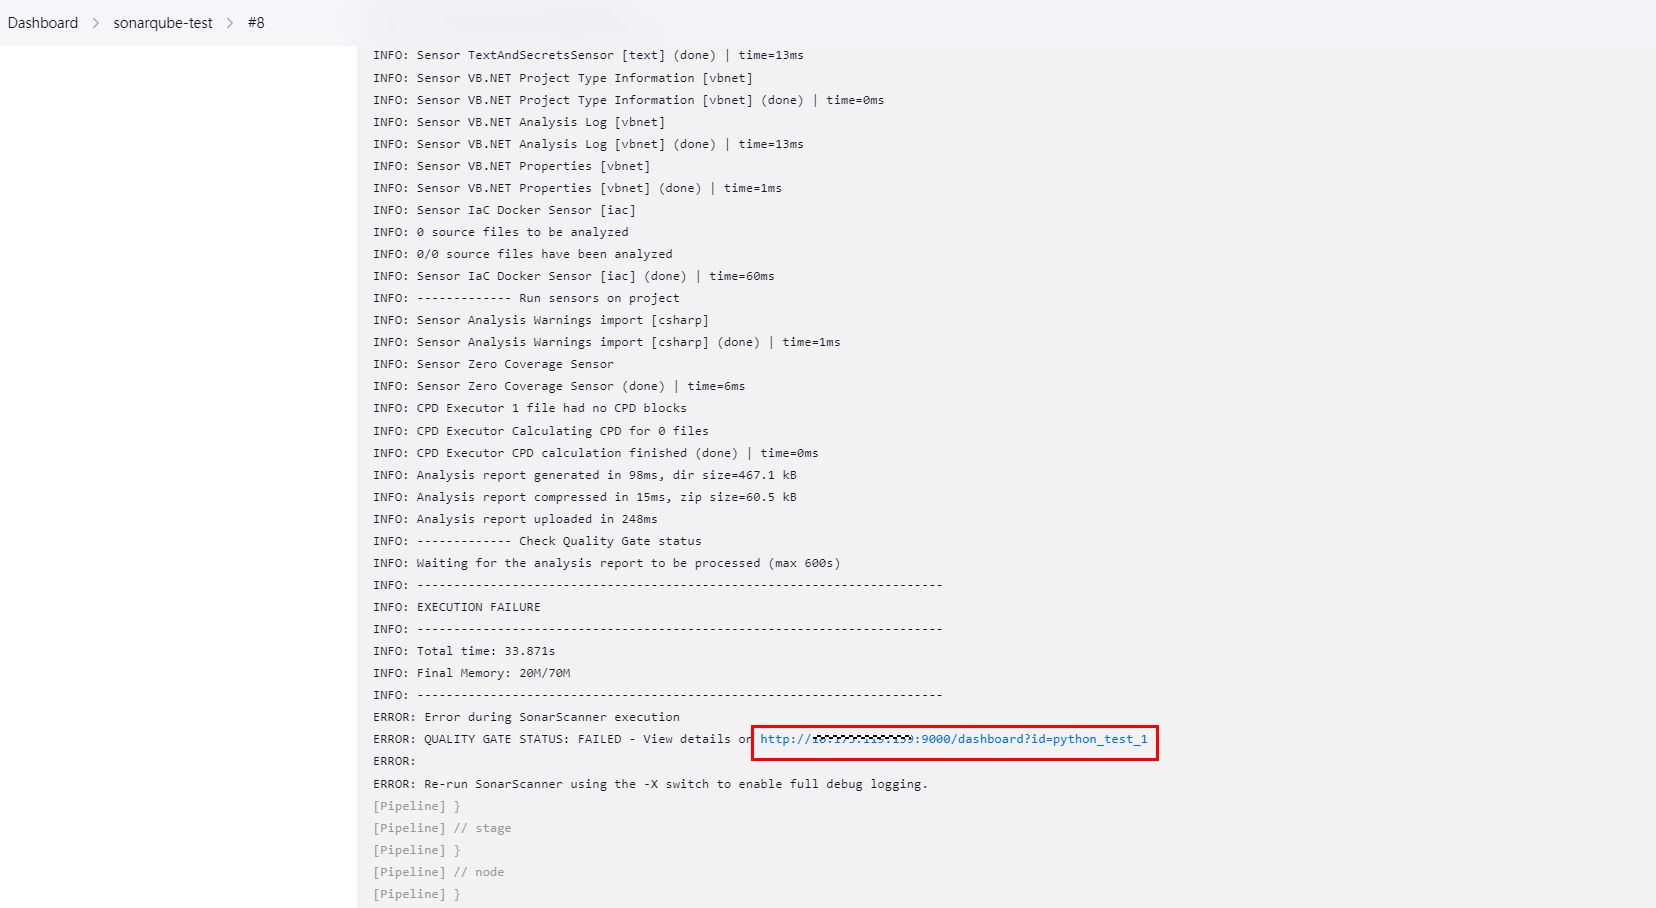 Dashboard > sonarqube-test > #8
INFO: Sensor TextAndSecretsSensor [text] (done) | time=13ms
INFO: Sensor VB.NET Project Type Information [vbnet]
INFO: Sensor VB.NET Project Type Information [vbnet] (done) | time=0ms
INFO: Sensor VB.NET Analysis Log [vbnet]
INFO: Sensor VB.NET Analysis Log [vbnet] (done) | time=13ms
INFO: Sensor VB.NET Properties [vbnet]
INFO: Sensor VB.NET Properties [vbnet] (done) | time=1ms
INFO: Sensor IaC Docker Sensor [iac]
INFO: 0 source files to be analyzed
INFO: 0/0 source files have been analyzed
INFO: Sensor IaC Docker Sensor [iac] (done) | time=60ms
INFO: ------------- Run sensors on project
INFO: Sensor Analysis Warnings import [csharp]
INFO: Sensor Analysis Warnings import [csharp] (done) | time=1ms
INFO: Sensor Zero Coverage Sensor
INFO: Sensor Zero Coverage Sensor (done) | time=6ms
INFO: CPD Executor 1 file had no CPD blocks
INFO: CPD Executor Calculating CPD for 0 files
INFO: CPD Executor CPD calculation finished (done) | time=0ms
INFO: Analysis report generated in 98ms, dir size=467.1 kB
INFO: Analysis report compressed in 15ms, zip size=60.5 kB
INFO: Analysis report uploaded in 248ms
INFO: ------------- Check Quality Gate status
INFO: Waiting for the analysis report to be processed (max 600s)
INFO: ------------------------------------------------------------------------
INFO: EXECUTION FAILURE
INFO: ------------------------------------------------------------------------
INFO: Total time: 33.871s
INFO: Final Memory: 20M/70M
INFO: ------------------------------------------------------------------------
ERROR: Error during SonarScanner execution
ERROR: QUALITY GATE STATUS: FAILED - View details on http://:9000/dashboard?id=python_test_1
ERROR:
ERROR: Re-run SonarScanner using the -X switch to enable full debug logging.
[Pipeline] }
[Pipeline] // stage
[Pipeline] }
[Pipeline] // node
[Pipeline] }